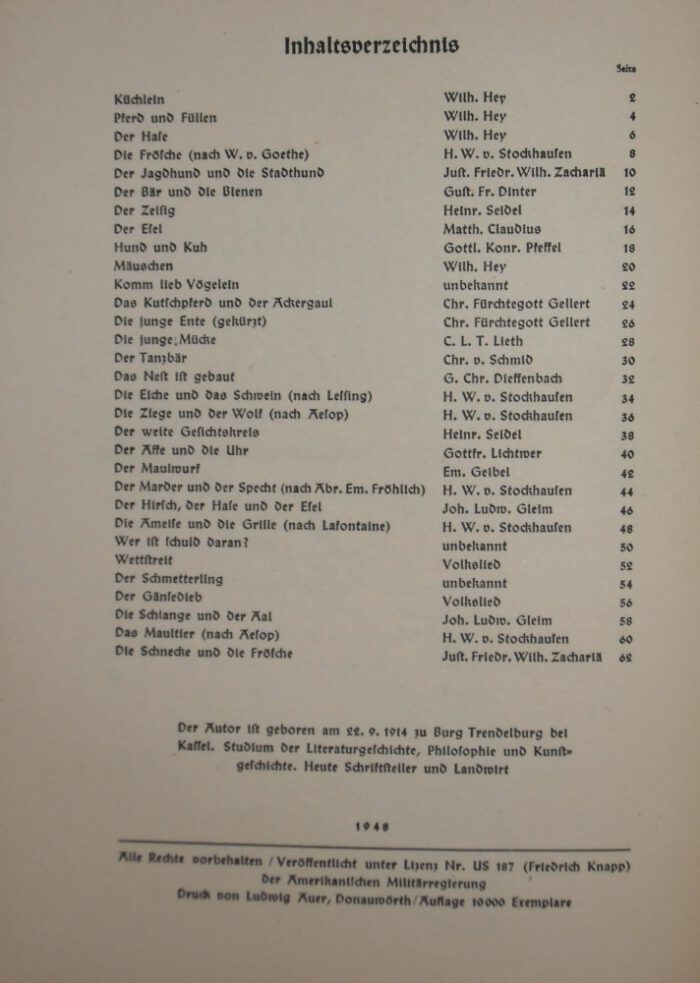 Inhaltsverzeichnis
Seite
Küchlein Wilh. Hey 2
Pferd und Füllen Wilh. Hey 4
Der Hase Wilh. Hey 6
Die Frösche (nach W. v. Goethe) H. W. v. Stockhausen 8
Der Jagdhund und die Stadthund Just. Friedr. Wilh. Zachariä 10
Der Bär und die Bienen Gust. Fr. Dinter 12
Der Zeisig Heinr. Seidel 14
Der Esel Matth. Claudius 16
Hund und Kuh Gottl. Konr. Pfeffel 18
Mäuschen Wilh. Hey 20
Komm lieb Vögelein unbekannt 22
Das Kutschpferd und der Ackergaul Chr. Fürchtegott Gellert 24
Die junge Ente (gekürzt) Chr. Fürchtegott Gellert 26
Die junge Mücke C. L. T. Lieth 28
Der Tanzbär Chr. v. Schmid 30
Das Nest ist gebaut G. Chr. Dieffenbach 32
Die Eiche und das Schwein (nach Lessing) H. W. v. Stockhausen 34
Die Ziege und der Wolf (nach Aesop) H. W. v. Stockhausen 36
Der weite Gesichtskreis Heinr. Seidel 38
Der Affe und die Uhr Gottfr. Lichtwer 40
Der Maulwurf Em. Geibel 42
Der Marder und der Specht (nach Abr. Em. Fröhlich) H. W. v. Stockhausen 44
Der Hirsch, der Hase und der Esel Joh. Ludw. Gleim 46
Die Ameise und die Grille (nach Lafontaine) H. W. v. Stockhausen 48
Wer ist schuld daran? unbekannt 50
Wettstreit Volkslied 52
Der Schmetterling unbekannt 54
Der Gänsedieb Volkslied 56
Die Schlange und der Aal Joh. Ludw. Gleim 58
Das Maultier (nach Aesop) H. W. v. Stockhausen 60
Die Schnecke und die Frösche Just. Friedr. Wilh. Zachariä 62
Der Autor ist geboren am 22. 9. 1914 zu Burg Trendelburg bei
Kassel. Studium der Literaturgeschichte, Philosophie und Kunst-
geschichte. Heute Schriftsteller und Landwirt
1948
Alle Rechte vorbehalten / Veröffentlicht unter Lizenz Nr. US 187 (Friedrich Knapp)
der Amerikanischen Militärregierung
Druck von Ludwig Auer, Donauwörth / Auflage 10000 Exemplare